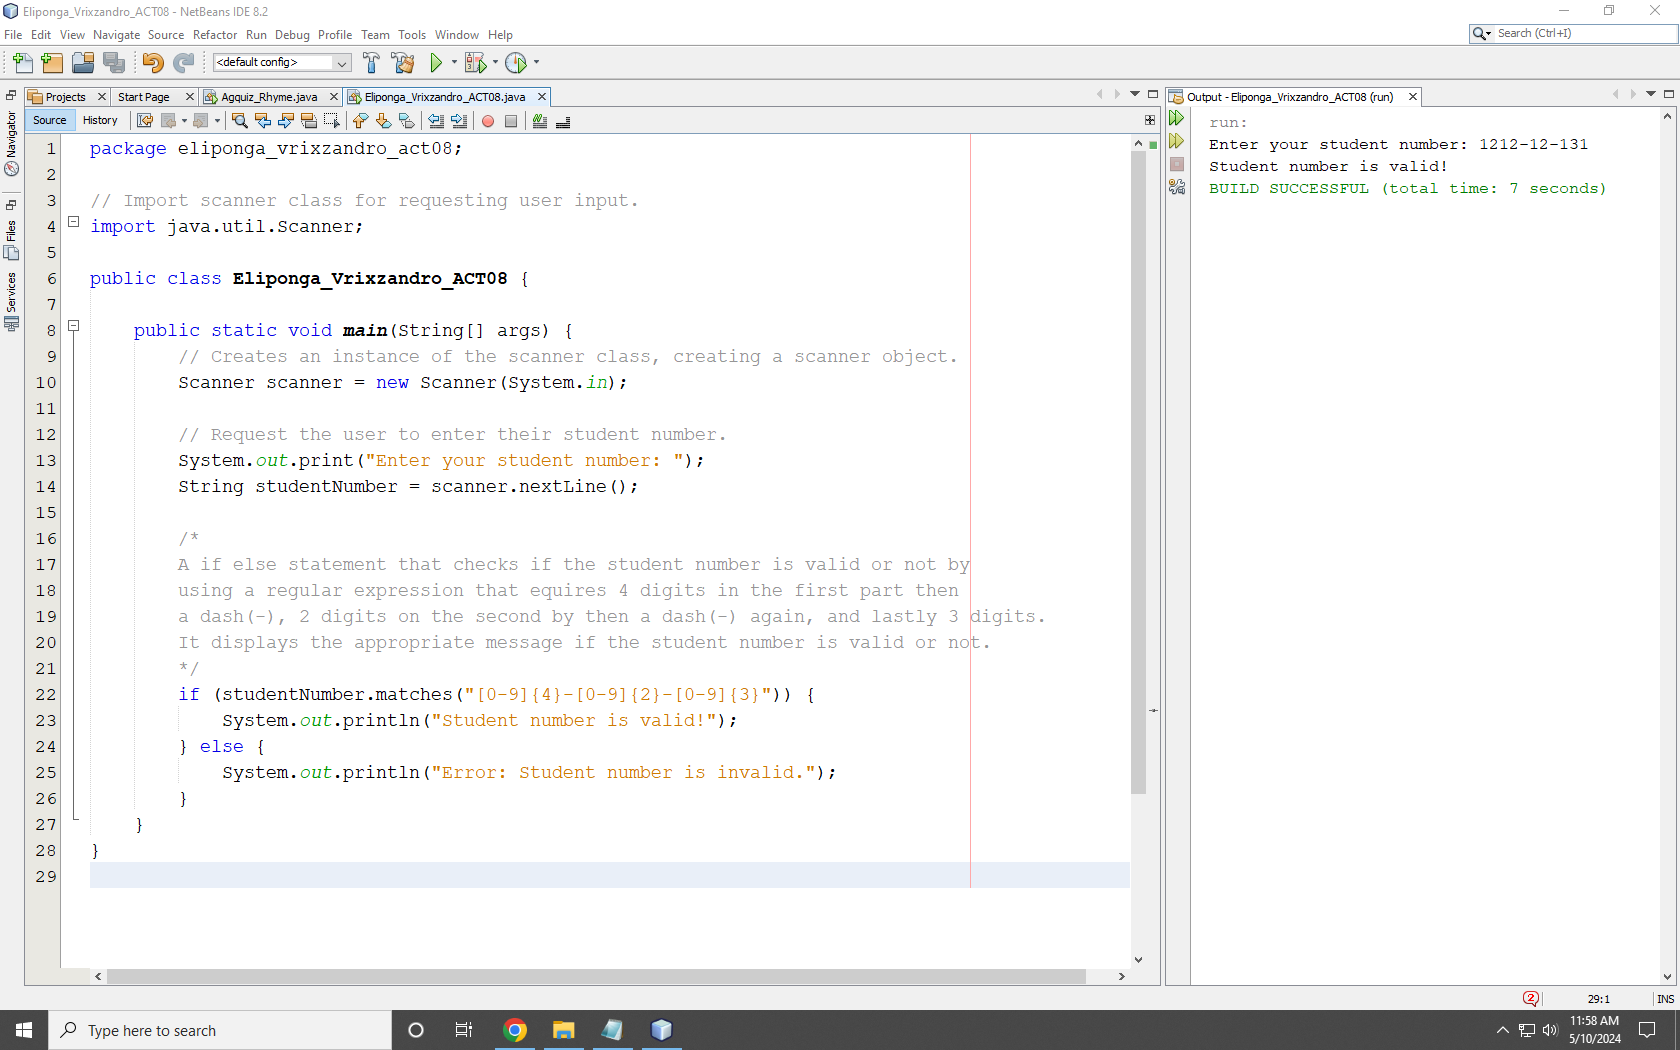 Eliponga_Vrixzandro_ACT08 - NetBeans IDE 8.2
File Edit View Navigate Source Refactor Run Debug Profile Team Tools Window Help
Search (Ctrl+I)
<default config>
Projects Start Page Agquiz_Rhyme.java Eliponga_Vrixzandro_ACT08.java
Source History
Navigator
Files
Services
1 package eliponga_vrixzandro_act08;
2
3 // Import scanner class for requesting user input.
4 import java.util.Scanner;
5
6 public class Eliponga_Vrixzandro_ACT08 {
7
8 public static void main(String[] args) {
9 // Creates an instance of the scanner class, creating a scanner object.
10 Scanner scanner = new Scanner(System.in);
11
12 // Request the user to enter their student number.
13 System.out.print("Enter your student number: ");
14 String studentNumber = scanner.nextLine();
15
16 /*
17 A if else statement that checks if the student number is valid or not by
18 using a regular expression that equires 4 digits in the first part then
19 a dash(-), 2 digits on the second by then a dash(-) again, and lastly 3 digits.
20 It displays the appropriate message if the student number is valid or not.
21 */
22 if (studentNumber.matches("[0-9]{4}-[0-9]{2}-[0-9]{3}")) {
23 System.out.println("Student number is valid!");
24 } else {
25 System.out.println("Error: Student number is invalid.");
26 }
27 }
28 }
29
Output - Eliponga_Vrixzandro_ACT08 (run)
run:
Enter your student number: 1212-12-131
Student number is valid!
BUILD SUCCESSFUL (total time: 7 seconds)
2
29:1
INS
Type here to search
11:58 AM
5/10/2024